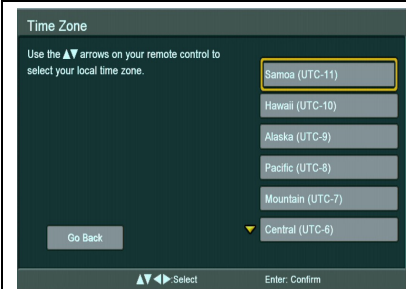 Time Zone
Use the ▲▼ arrows on your remote control to
select your local time zone.
Samoa (UTC-11)
Hawaii (UTC-10)
Alaska (UTC-9)
Pacific (UTC-8)
Mountain (UTC-7)
Central (UTC-6)
Go Back
▲▼◀▶:Select
Enter: Confirm